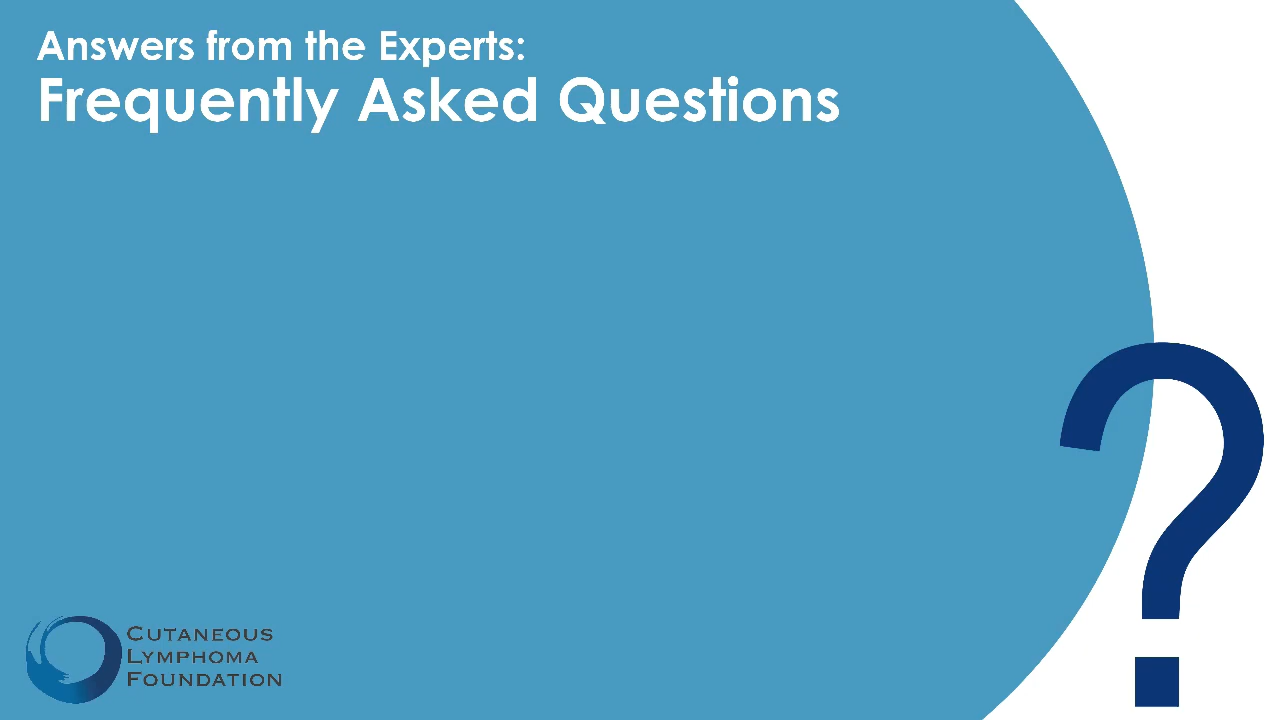 Answers from the Experts:
Frequently Asked Questions
?
CUTANEOUS
LYMPHOMA
FOUNDATION